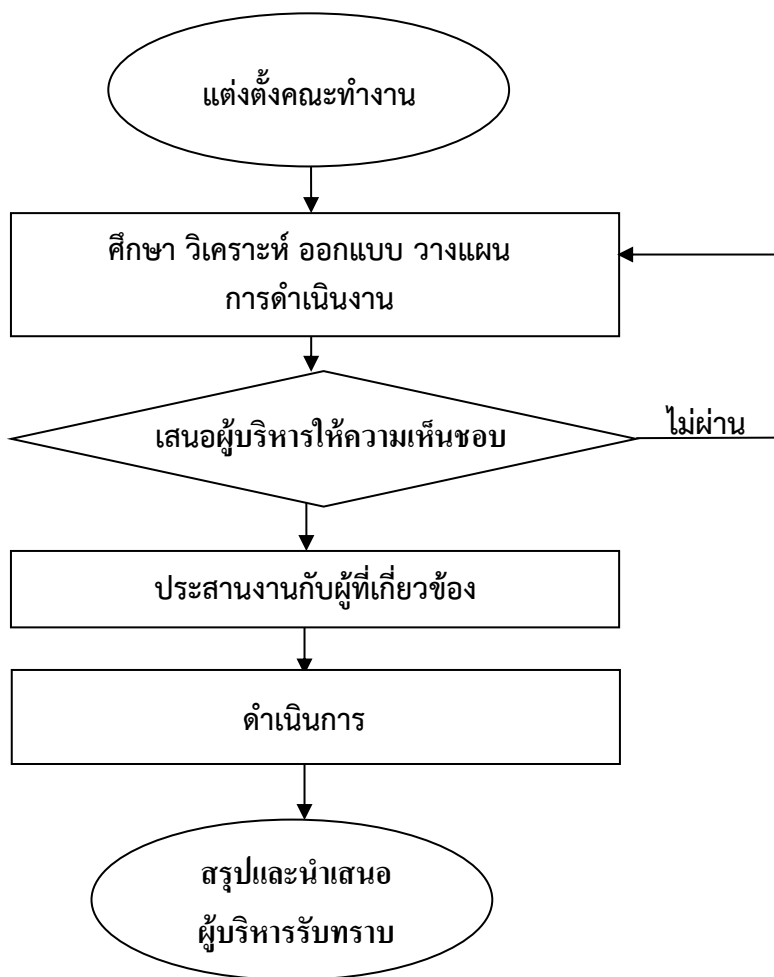 แต่งตั้งคณะทำงาน
ศึกษา วิเคราะห์ ออกแบบ วางแผน
การดำเนินงาน
เสนอผู้บริหารให้ความเห็นชอบ
ไม่ผ่าน
ประสานงานกับผู้ที่เกี่ยวข้อง
ดำเนินการ
สรุปและนำเสนอ
ผู้บริหารรับทราบ